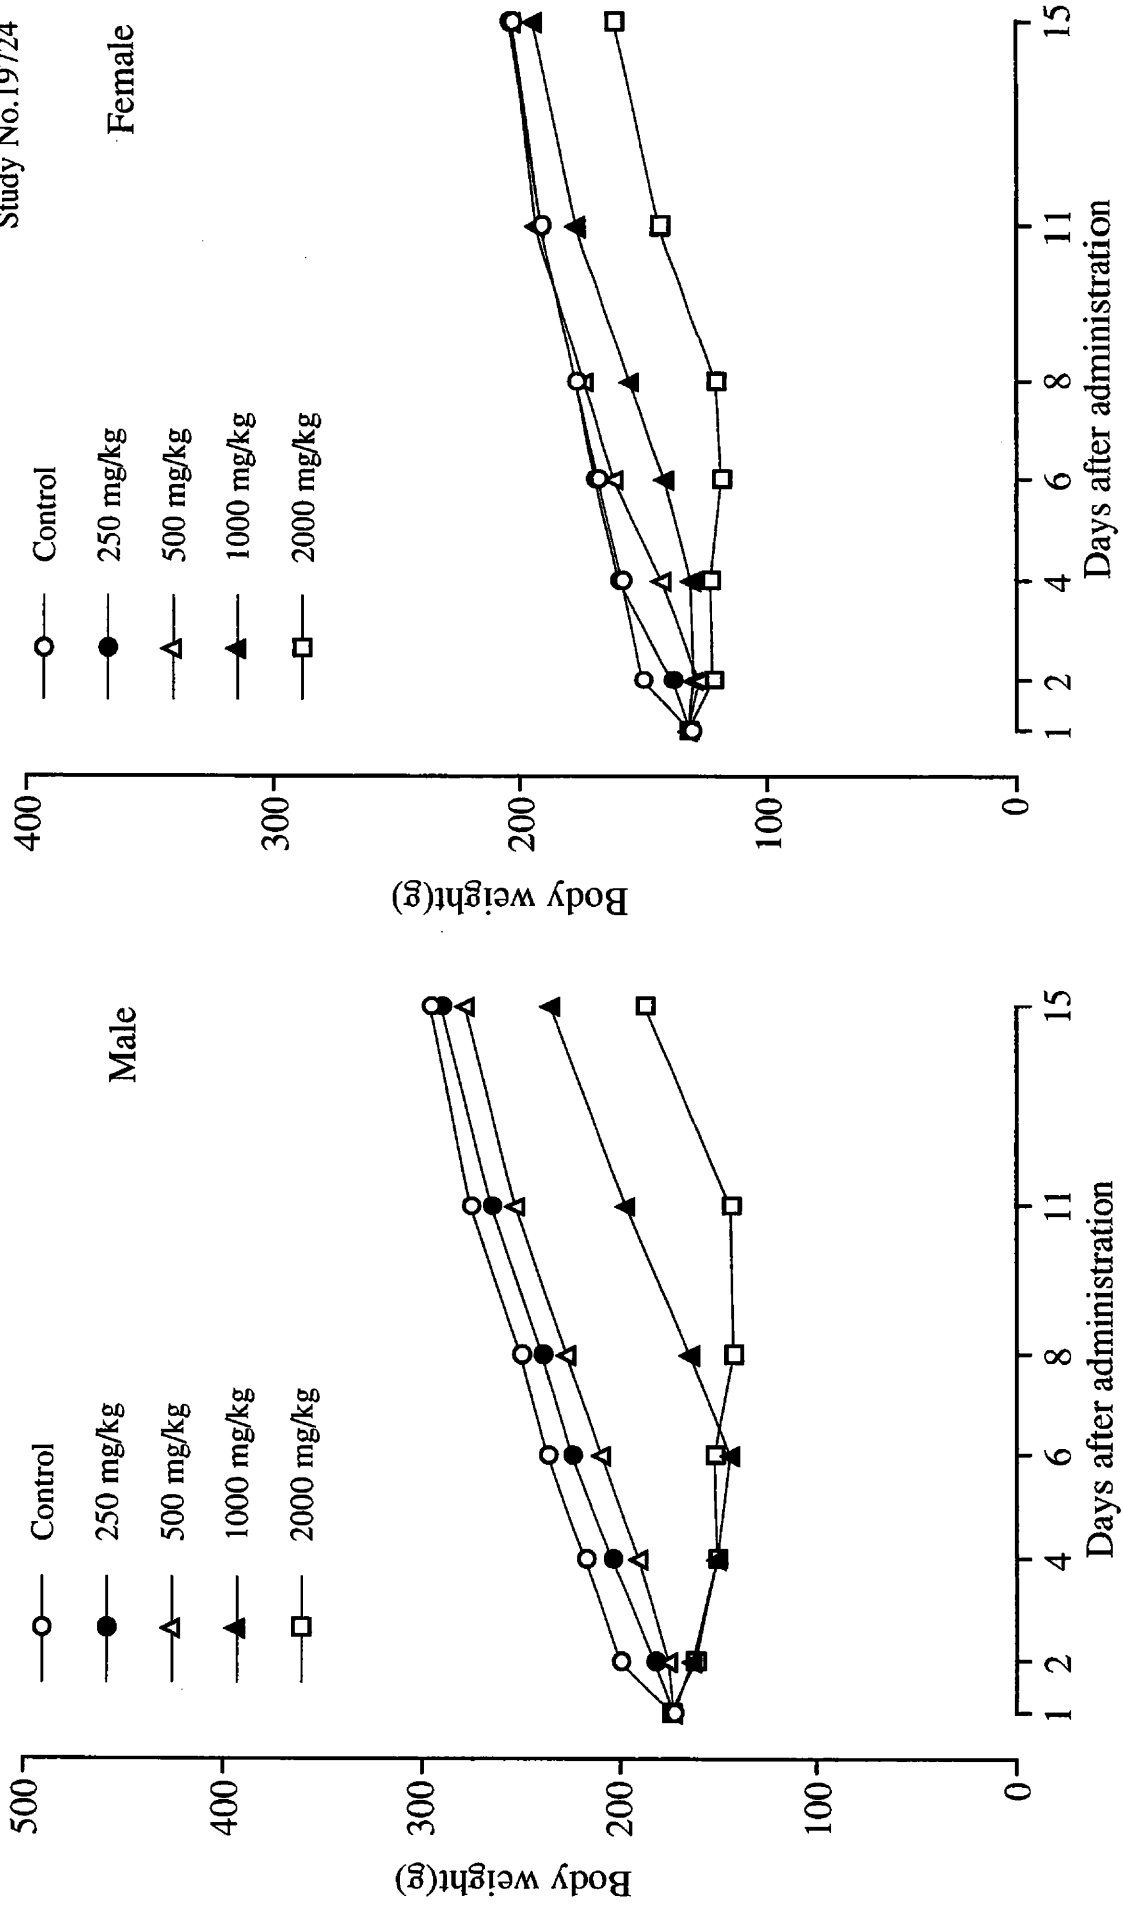 Study No.19724
Male
Control
250 mg/kg
500 mg/kg
1000 mg/kg
2000 mg/kg
Body weight(g)
500
400
300
200
100
0
1 2 4 6 8 11 15
Days after administration
Female
Control
250 mg/kg
500 mg/kg
1000 mg/kg
2000 mg/kg
Body weight(g)
400
300
200
100
0
1 2 4 6 8 11 15
Days after administration